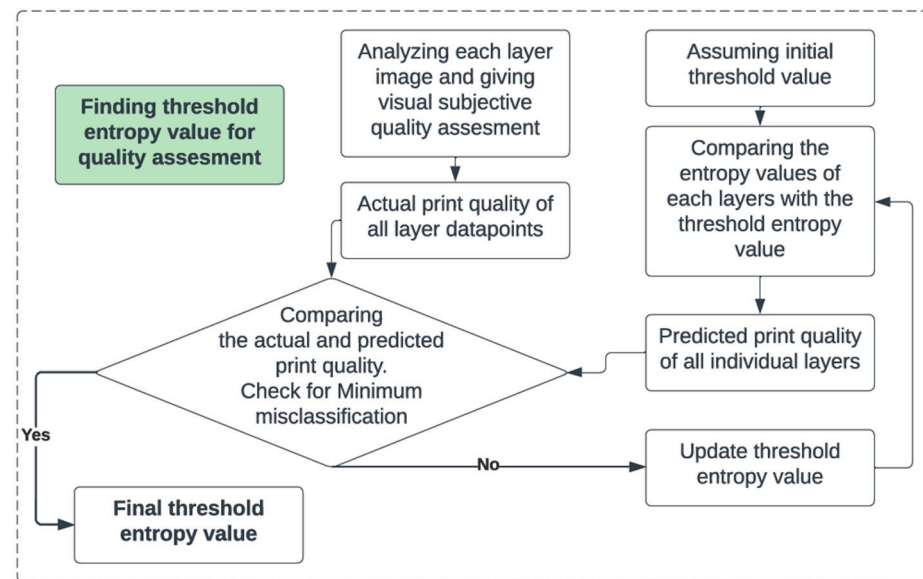 Finding threshold
entropy value for
quality assesment
Analyzing each layer
image and giving
visual subjective
quality assesment
Actual print quality of
all layer datapoints
Assuming initial
threshold value
Comparing the
entropy values of
each layers with the
threshold entropy
value
Predicted print quality
of all individual layers
Comparing
the actual and predicted
print quality.
Check for Minimum
misclassification
Yes
No
Update threshold
entropy value
Final threshold
entropy value